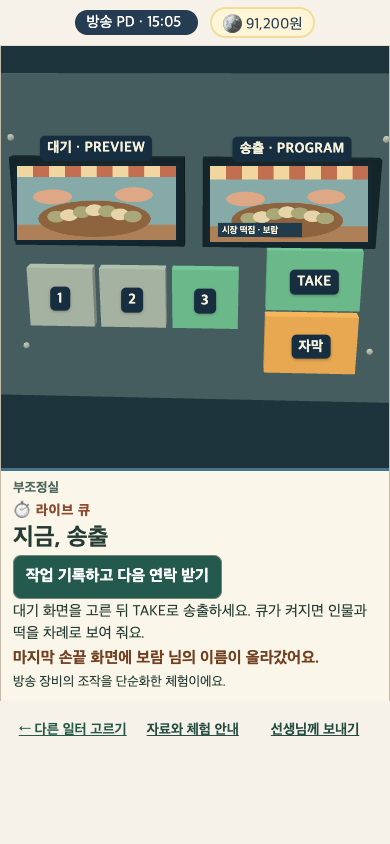 방송 PD · 15:05
91,200원
대기 · PREVIEW
송출 · PROGRAM
시장 떡집 · 보람
1
2
3
TAKE
자막
부조정실
라이브 큐
지금, 송출
작업 기록하고 다음 연락 받기
대기 화면을 고른 뒤 TAKE로 송출하세요. 큐가 켜지면 인물과
떡을 차례로 보여 줘요.
마지막 손끝 화면에 보람 님의 이름이 올라갔어요.
방송 장비의 조작을 단순화한 체험이에요.
← 다른 일터 고르기
자료와 체험 안내
선생님께 보내기